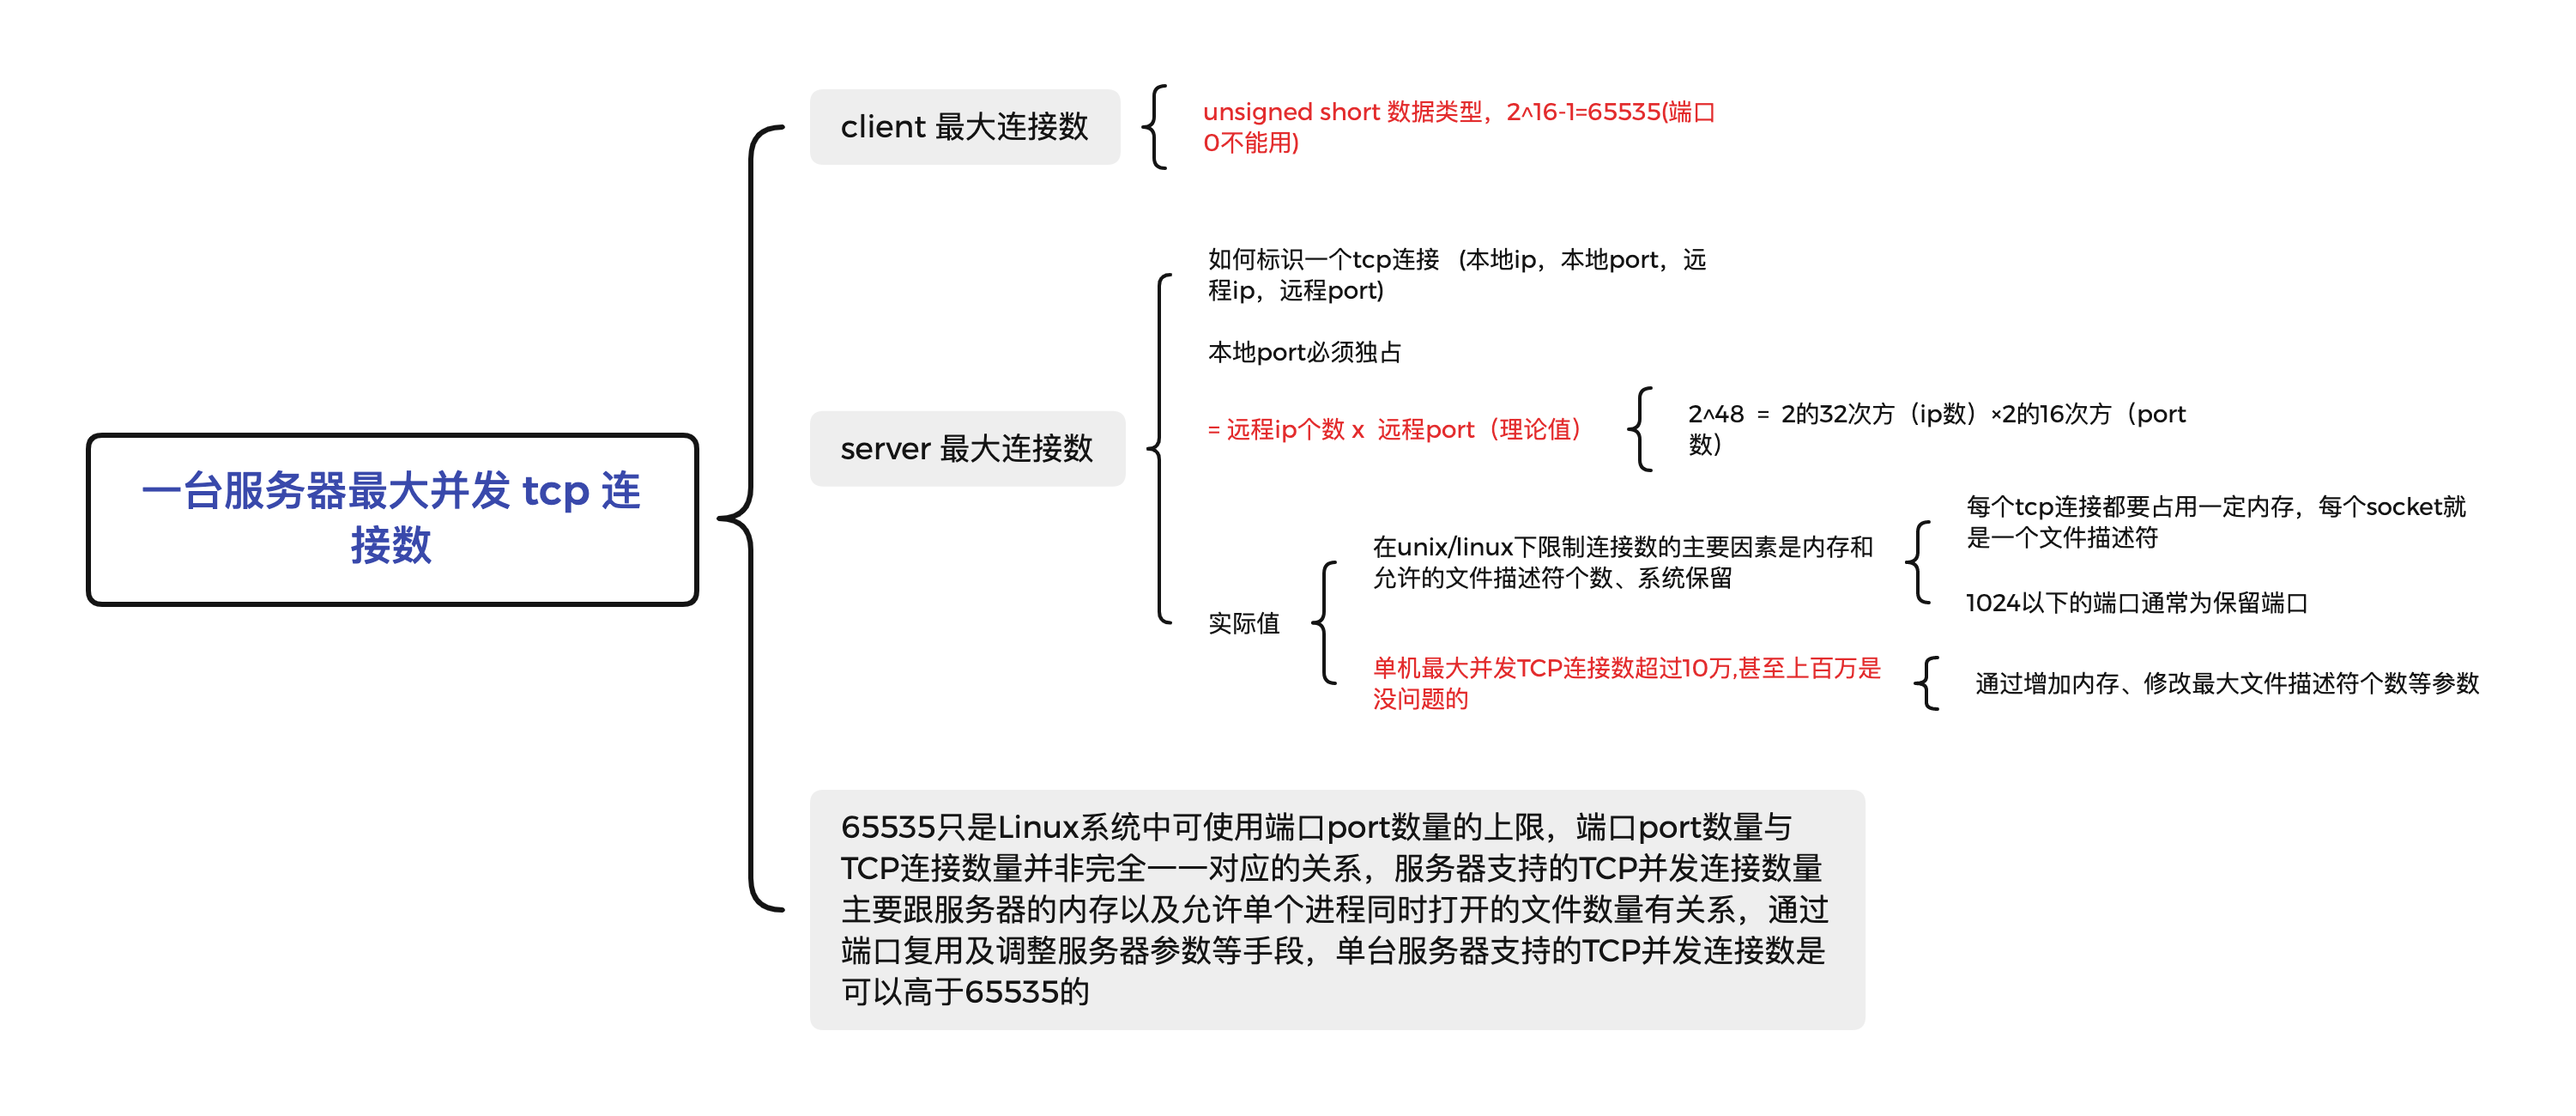 一台服务器最大并发 tcp 连
接数
client 最大连接数
unsigned short 数据类型，2^16-1=65535(端口
0不能用)
server 最大连接数
如何标识一个tcp连接 (本地ip，本地port，远
程ip，远程port)
本地port必须独占
= 远程ip个数 x 远程port（理论值）
2^48 = 2的32次方（ip数）×2的16次方（port
数）
实际值
在unix/linux下限制连接数的主要因素是内存和
允许的文件描述符个数、系统保留
每个tcp连接都要占用一定内存，每个socket就
是一个文件描述符
1024以下的端口通常为保留端口
单机最大并发TCP连接数超过10万,甚至上百万是
没问题的
通过增加内存、修改最大文件描述符个数等参数
65535只是Linux系统中可使用端口port数量的上限，端口port数量与
TCP连接数量并非完全一一对应的关系，服务器支持的TCP并发连接数量
主要跟服务器的内存以及允许单个进程同时打开的文件数量有关系，通过
端口复用及调整服务器参数等手段，单台服务器支持的TCP并发连接数是
可以高于65535的